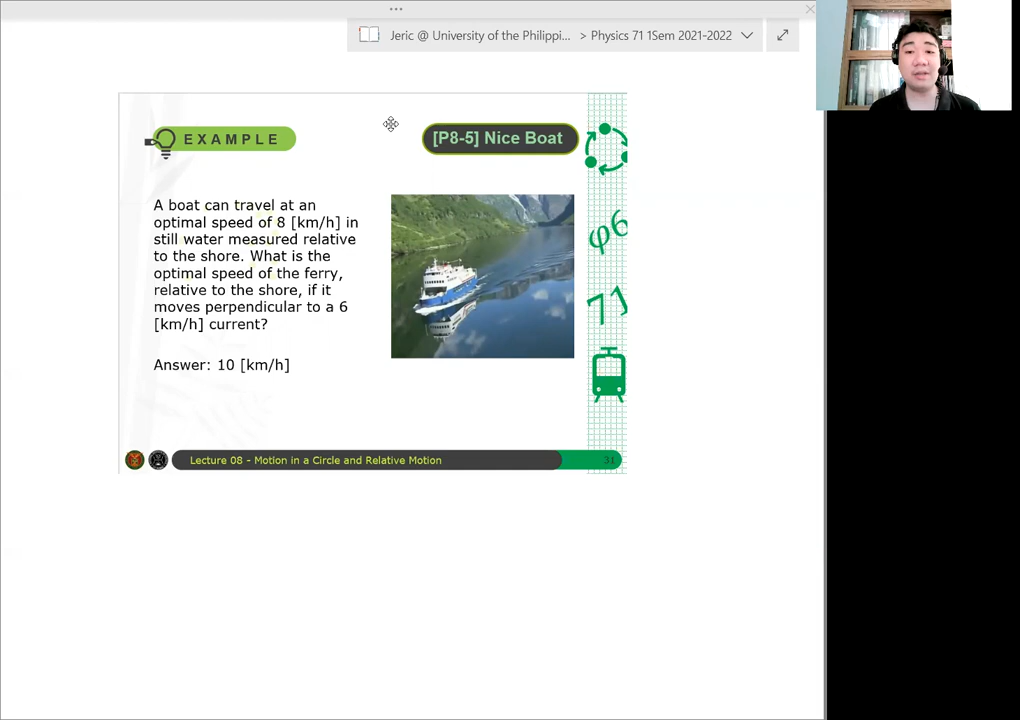 Jeric @ University of the Philippi... > Physics 71 1Sem 2021-2022
EXAMPLE
[P8-5] Nice Boat
A boat can travel at an
optimal speed of 8 [km/h] in
still water measured relative
to the shore. What is the
optimal speed of the ferry,
relative to the shore, if it
moves perpendicular to a 6
[km/h] current?
Answer: 10 [km/h]
φ6
71
Lecture 08 - Motion in a Circle and Relative Motion
31